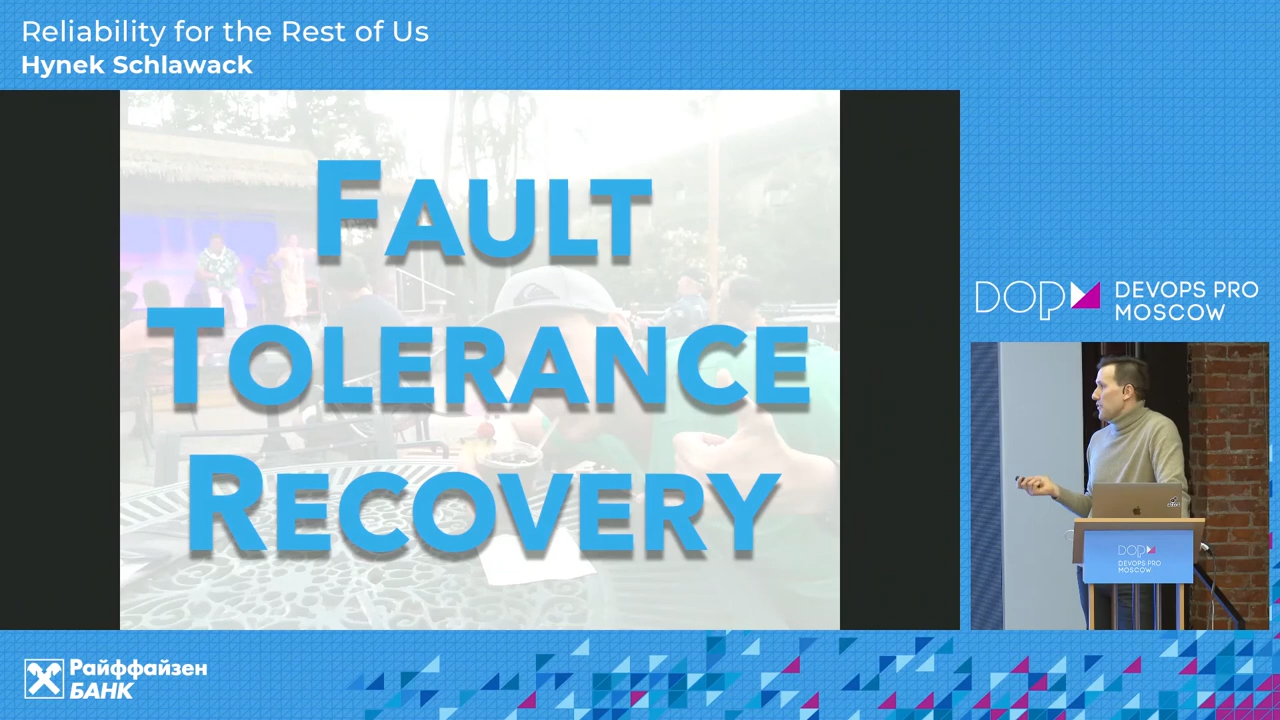 Reliability for the Rest of Us
Hynek Schlawack
FAULT
TOLERANCE
RECOVERY
DOP
DEVOPS PRO
MOSCOW
DOP
DEVOPS PRO
MOSCOW
Райффайзен
БАНК